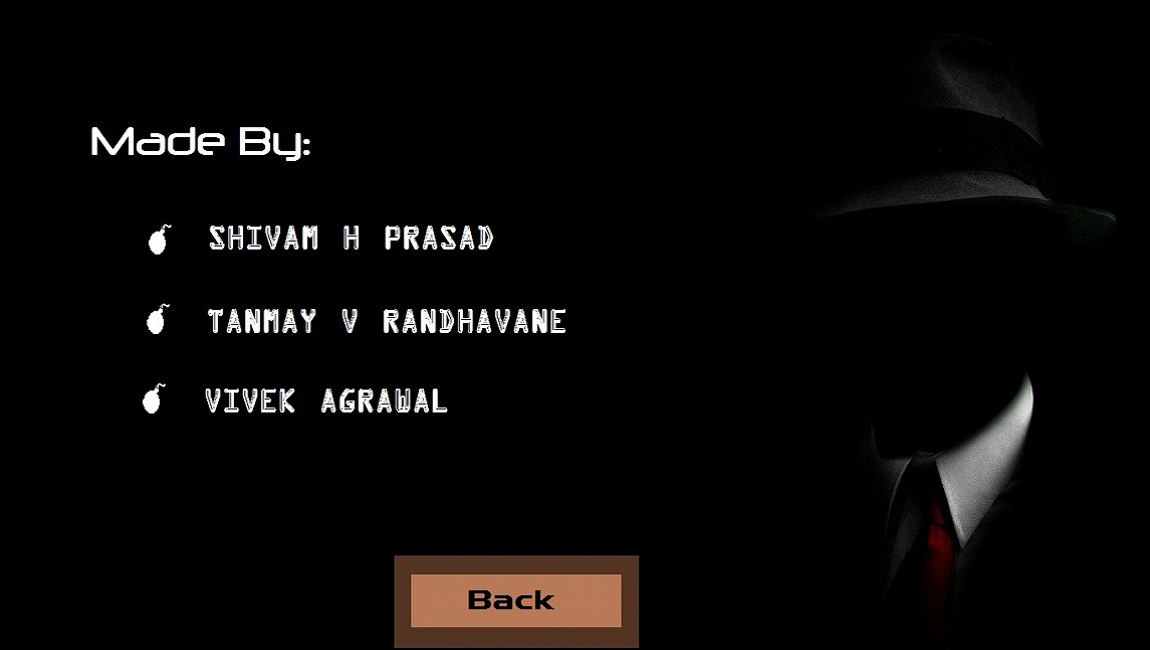 Made By:
SHIVAM H PRASAD
TANMAY V RANDHAVANE
VIVEK AGRAWAL
Back